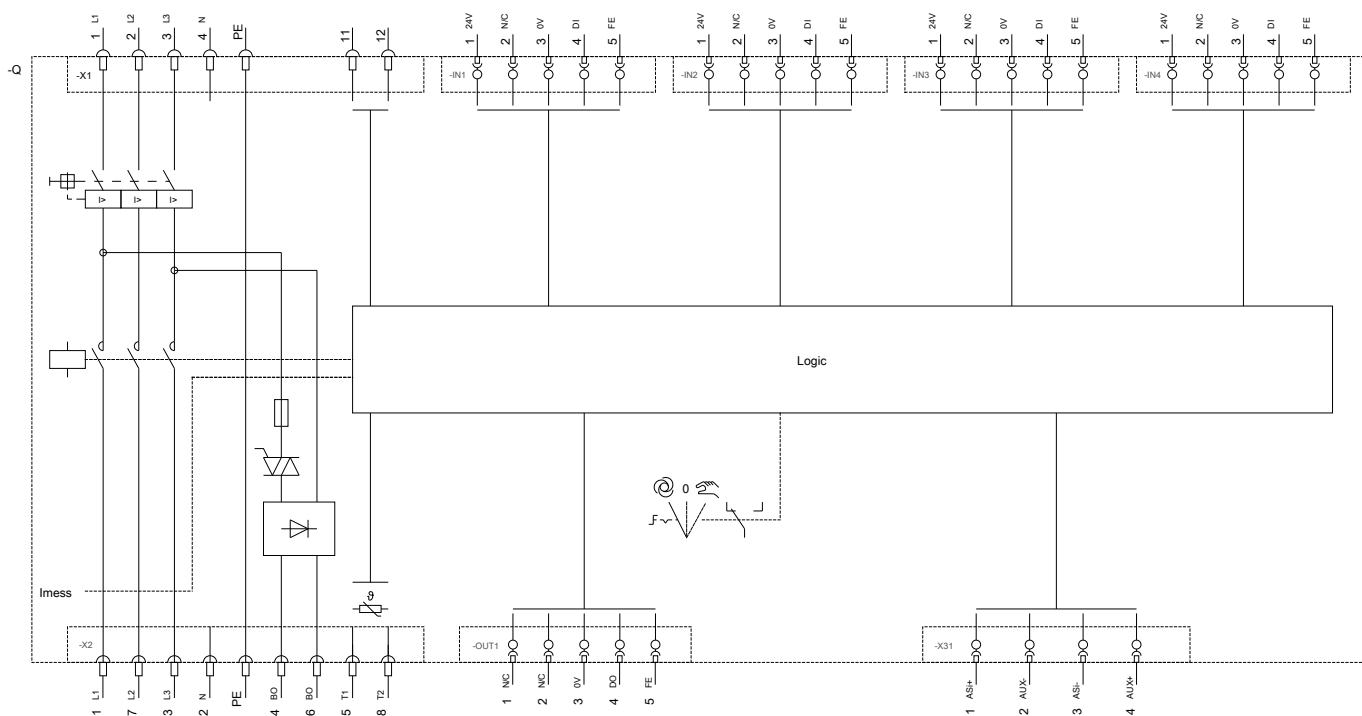 L1 L2 L3 N PE
1 2 3 4 11 12
24V N/C 0V DI FE
1 2 3 4 5
24V N/C 0V DI FE
1 2 3 4 5
24V N/C 0V DI FE
1 2 3 4 5
24V N/C 0V DI FE
1 2 3 4 5
-Q
-X1
-IN1
-IN2
-IN3
-IN4
I> I> I>
Logic
0
Imess
ϑ
-X2
-OUT1
-X31
L1 L2 L3 N PE BO BO T1 T2
1 7 3 2 4 6 5 8
N/C N/C 0V DO FE
1 2 3 4 5
ASI+ AUX- ASI- AUX+
1 2 3 4